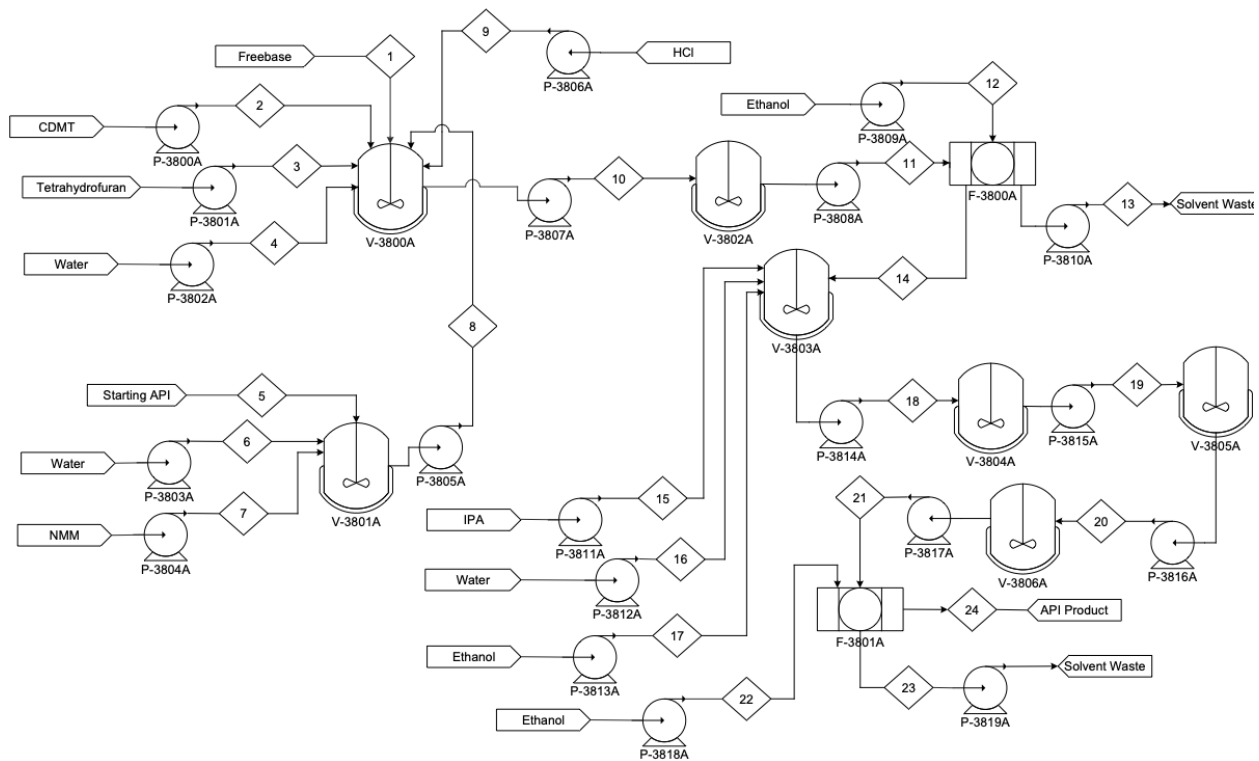 Freebase
1
9
P-3806A
HCl
CDMT
P-3800A
2
Tetrahydrofuran
P-3801A
3
Water
P-3802A
4
V-3800A
8
P-3807A
10
V-3802A
P-3808A
11
Ethanol
P-3809A
12
F-3800A
P-3810A
13
Solvent Waste
14
V-3803A
Starting API
5
Water
P-3803A
6
NMM
P-3804A
7
V-3801A
P-3805A
IPA
P-3811A
15
Water
P-3812A
16
Ethanol
P-3813A
17
P-3814A
18
V-3804A
P-3815A
19
V-3805A
P-3816A
20
V-3806A
P-3817A
21
Ethanol
P-3818A
22
F-3801A
24
API Product
23
P-3819A
Solvent Waste